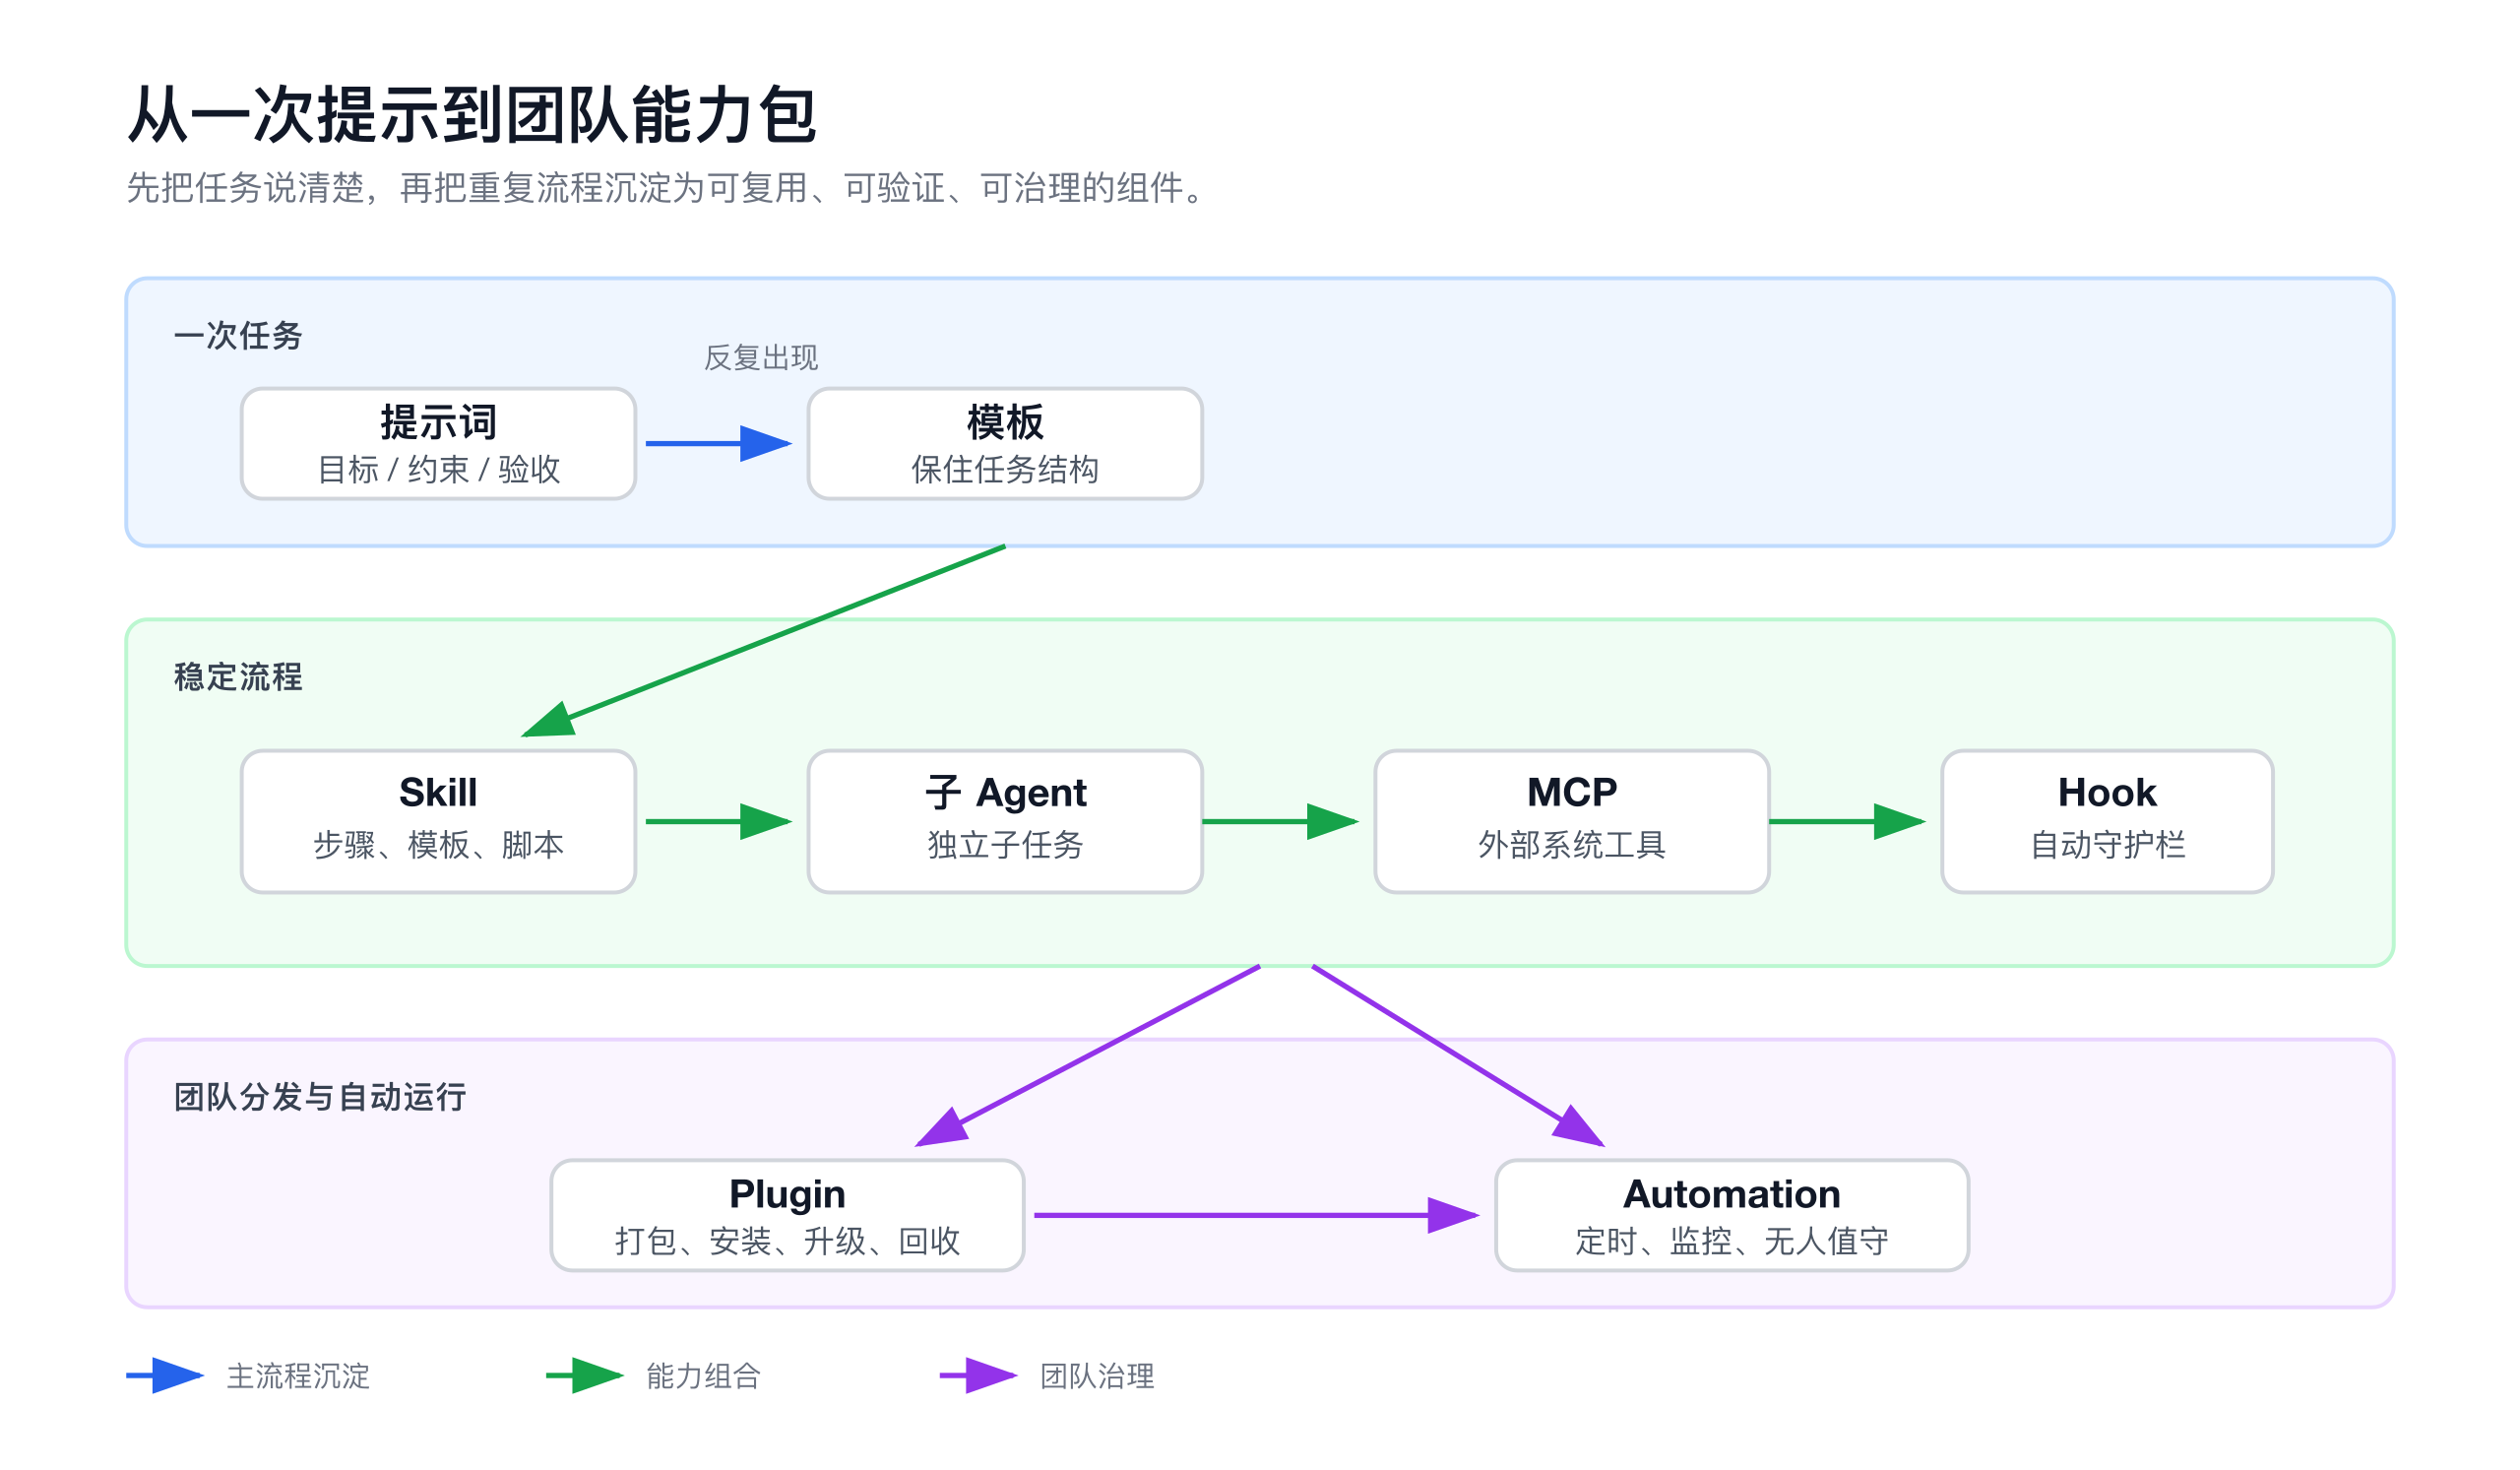 从一次提示到团队能力包
先把任务说清楚，再把重复流程沉淀为可复用、可验证、可治理的组件。
一次任务
反复出现
提示词
目标 / 约束 / 验收
模板
保住任务结构
稳定流程
Skill
步骤、模板、脚本
子 Agent
独立子任务
MCP
外部系统工具
Hook
自动守护栏
团队分发与自动运行
Plugin
打包、安装、升级、回收
Automation
定时、监控、无人值守
主流程沉淀
能力组合
团队治理